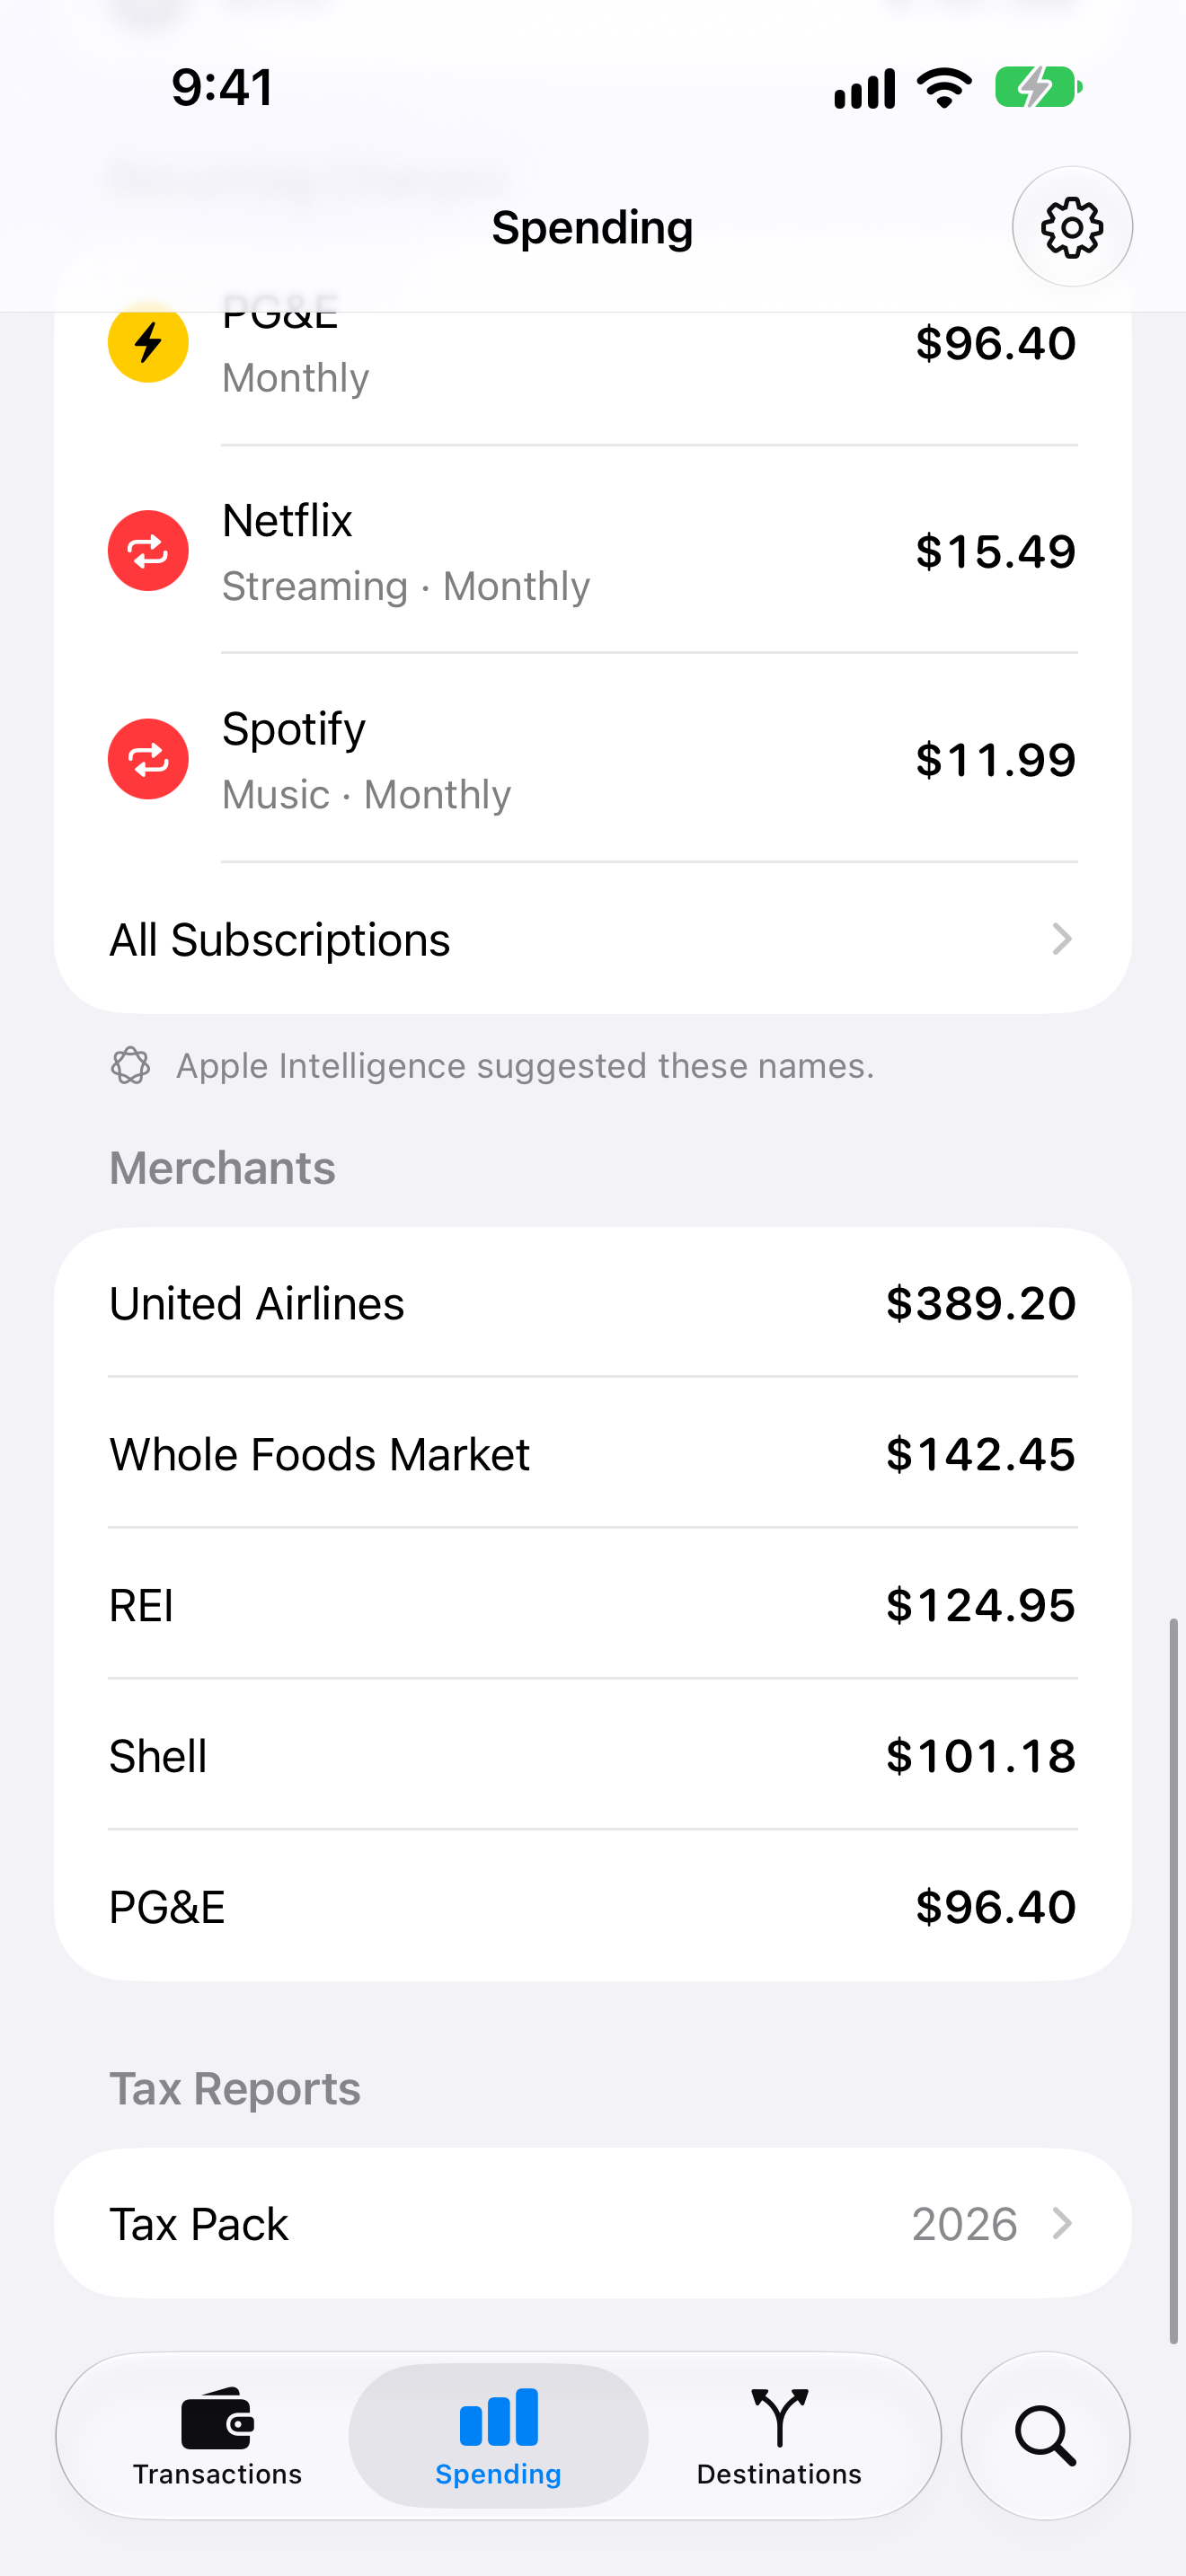 9:41
Spending
PG&E
$96.40
Monthly
Netflix
$15.49
Streaming · Monthly
Spotify
$11.99
Music · Monthly
All Subscriptions
Apple Intelligence suggested these names.
Merchants
United Airlines
$389.20
Whole Foods Market
$142.45
REI
$124.95
Shell
$101.18
PG&E
$96.40
Tax Reports
Tax Pack
2026
Transactions
Spending
Destinations